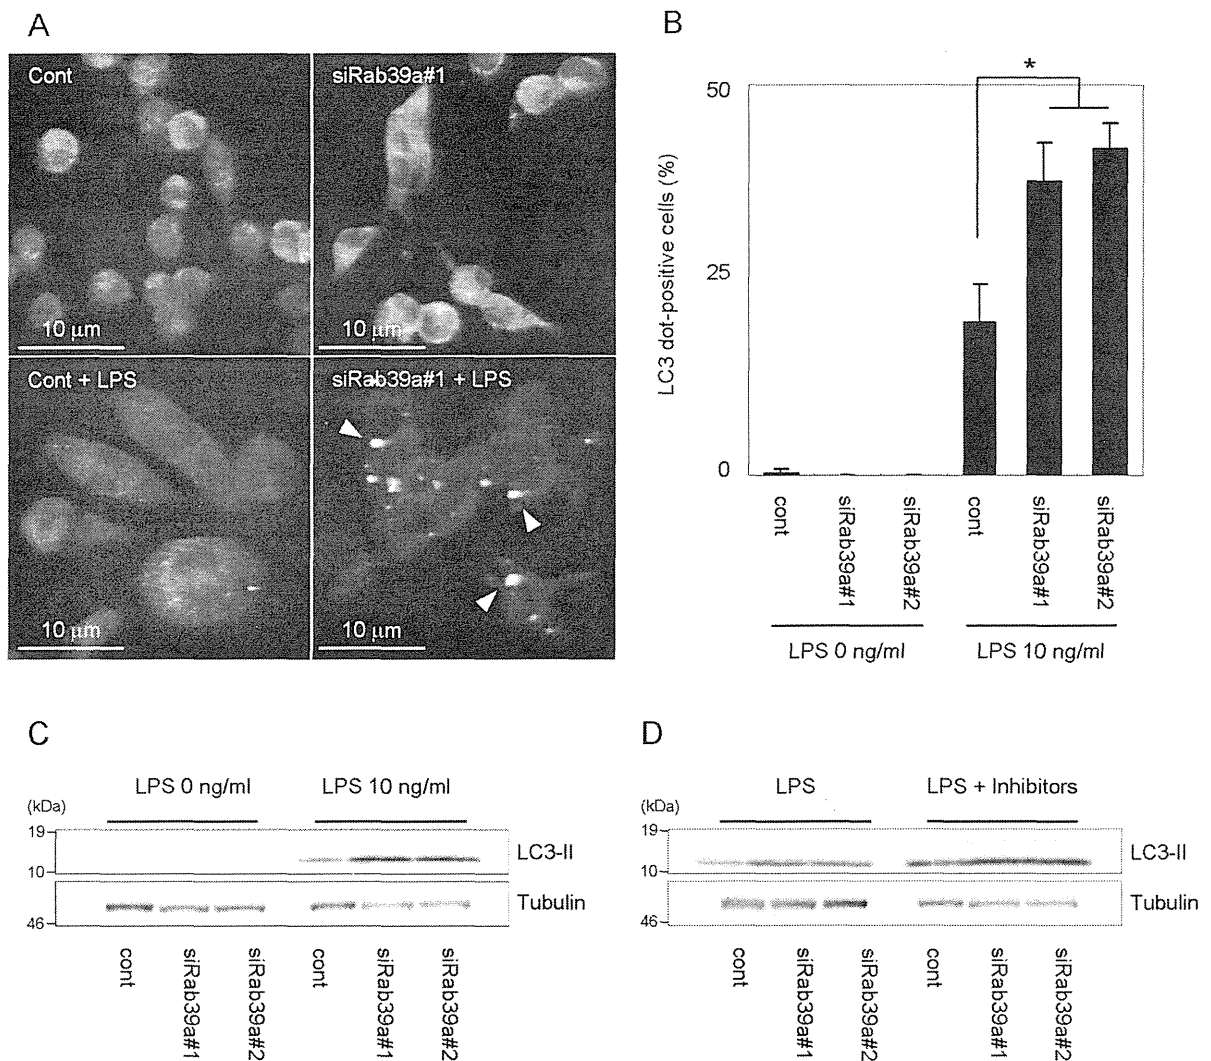 A
Cont
siRab39a#1
10 μm
10 μm
Cont + LPS
siRab39a#1 + LPS
10 μm
10 μm
B
LC3 dot-positive cells (%)
50
25
0
*
cont
siRab39a#1
siRab39a#2
cont
siRab39a#1
siRab39a#2
LPS 0 ng/ml
LPS 10 ng/ml
C
LPS 0 ng/ml
LPS 10 ng/ml
(kDa)
19
10
LC3-II
46
Tubulin
cont
siRab39a#1
siRab39a#2
cont
siRab39a#1
siRab39a#2
D
LPS
LPS + Inhibitors
(kDa)
19
10
LC3-II
46
Tubulin
cont
siRab39a#1
siRab39a#2
cont
siRab39a#1
siRab39a#2